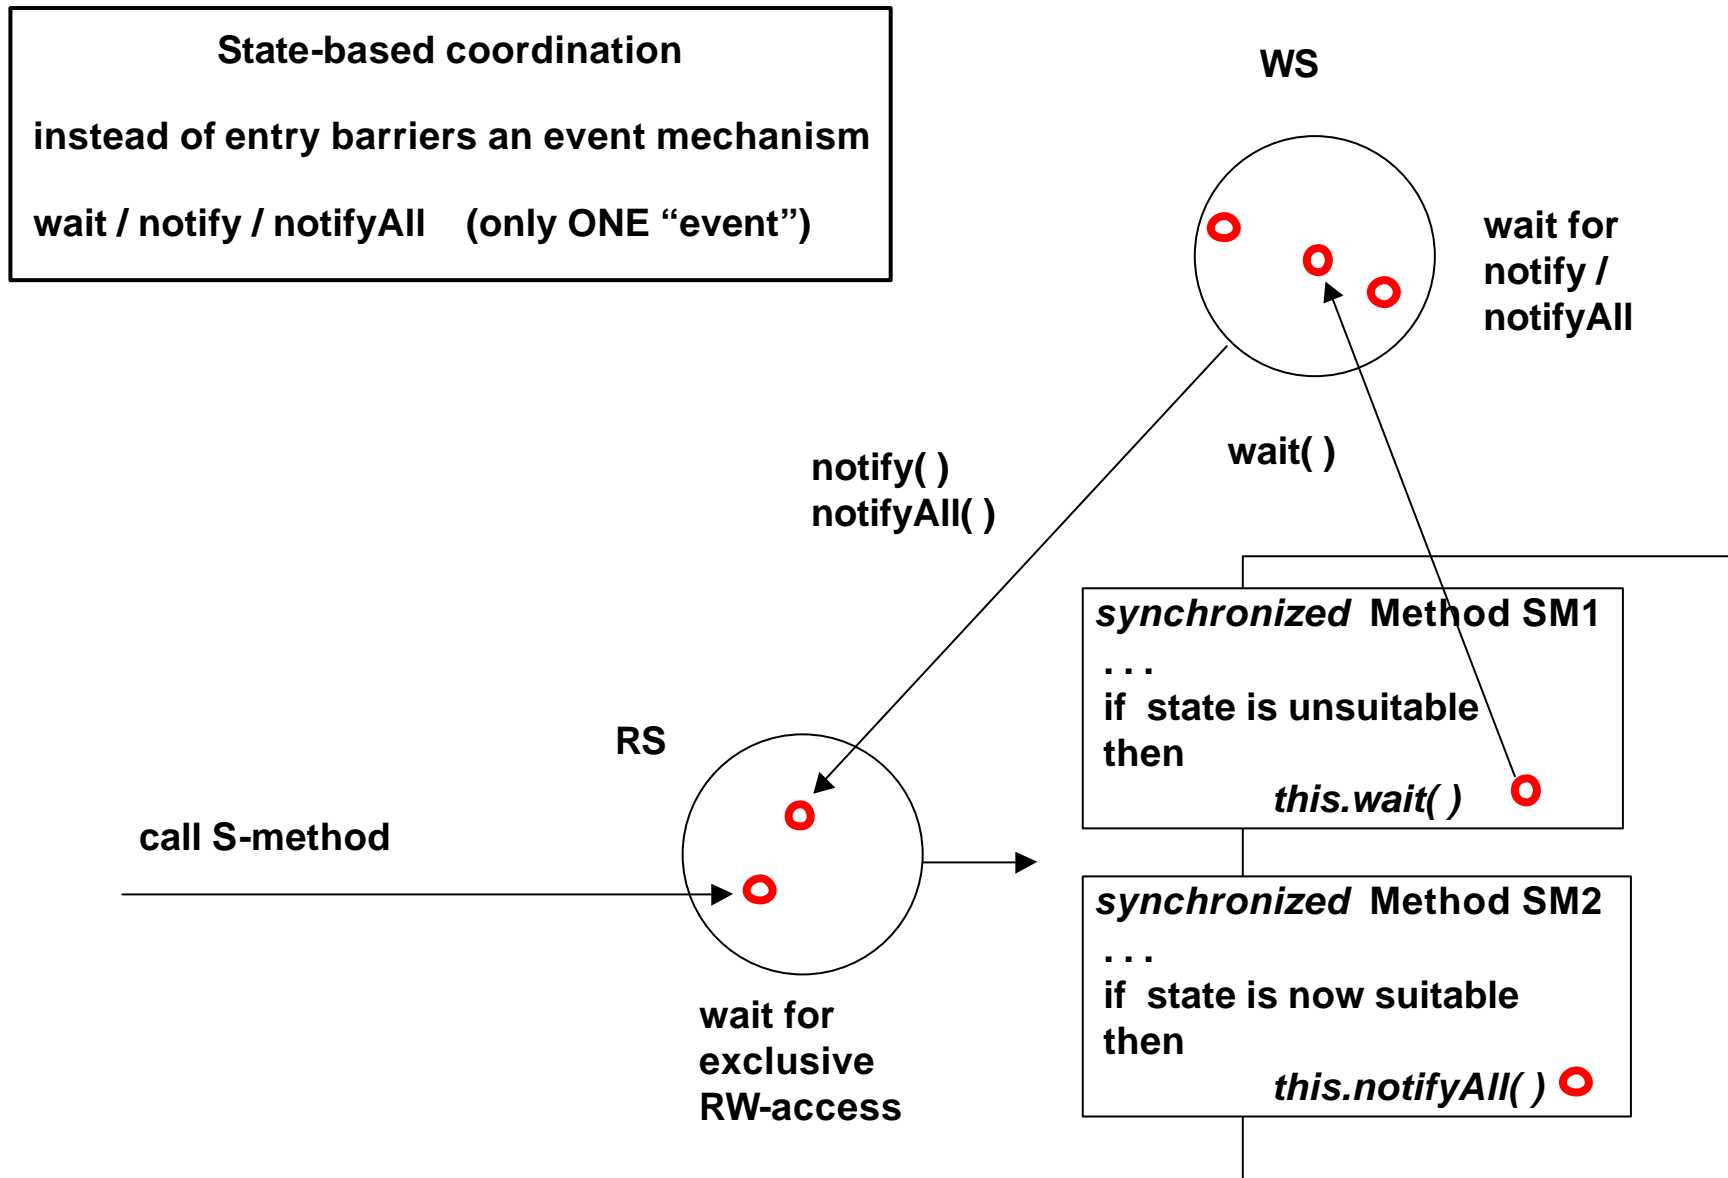 State-based coordination
instead of entry barriers an event mechanism
wait / notify / notifyAll (only ONE “event”)
WS
wait for
notify /
notifyAll
notify( )
notifyAll( )
wait( )
synchronized Method SM1
. . .
if state is unsuitable
then
this.wait( )
RS
call S-method
synchronized Method SM2
. . .
if state is now suitable
then
this.notifyAll( )
wait for
exclusive
RW-access